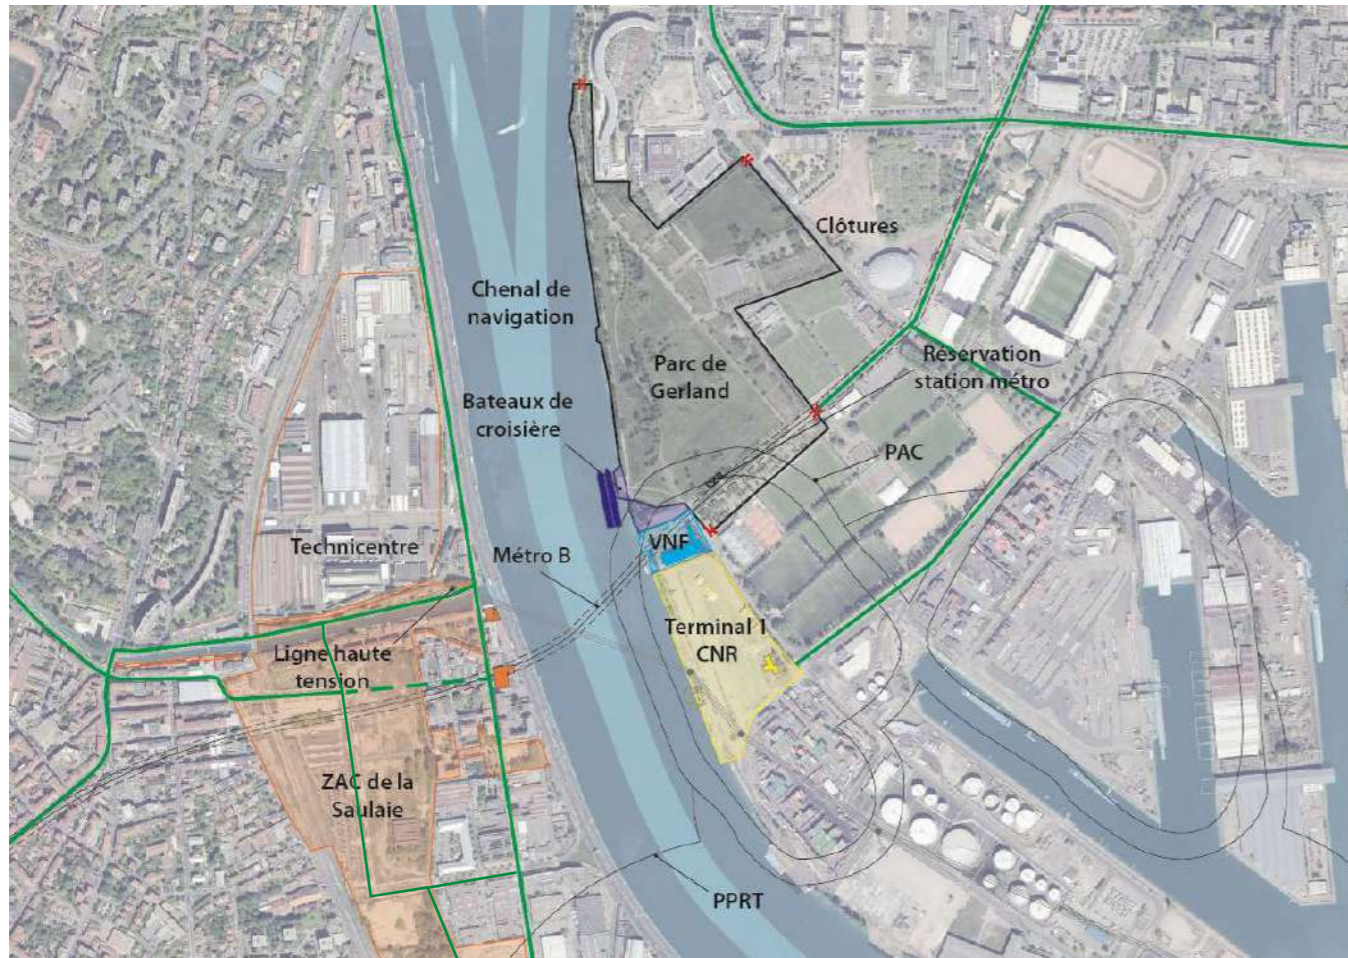 Clôtures
Chenal de
navigation
Parc de
Gerland
Réservation
station métro
Bateaux de
croisière
PAC
VNF
Technicentre
Métro B
Terminal 1
CNR
Ligne haute
tension
ZAC de la
Saulaie
PPRT